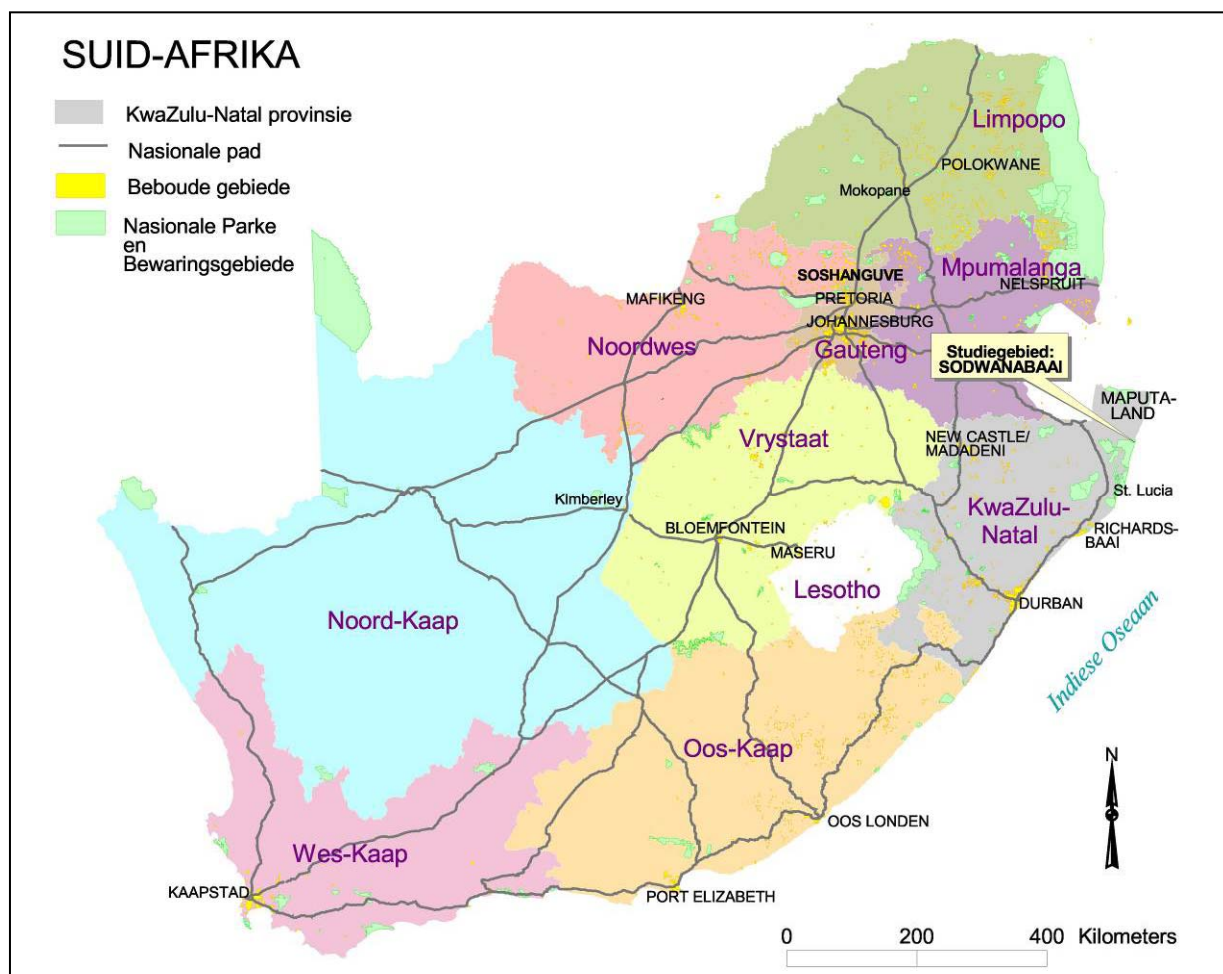 SUID-AFRIKA
KwaZulu-Natal provinsie
Nasionale pad
Beboude gebiede
Nasionale Parke
en
Bewaringsgebiede
Limpopo
POLOKWANE
Mokopane
Mpumalanga
SOSHANGUVE
NELSPRUIT
MAFIKENG
PRETORIA
JOHANNESBURG
Noordwes
Gauteng
Studiegebied:
SODWANABAAI
MAPUTA-
LAND
Vrystaat
NEW CASTLE/
MADADENI
Kimberley
St. Lucia
KwaZulu-
Natal
BLOEMFONTEIN
RICHARDS-
BAAI
MASERU
Lesotho
DURBAN
Noord-Kaap
Indiese Oseaan
Oos-Kaap
N
OOS LONDEN
Wes-Kaap
KAAPSTAD
PORT ELIZABETH
0 200 400 Kilometers